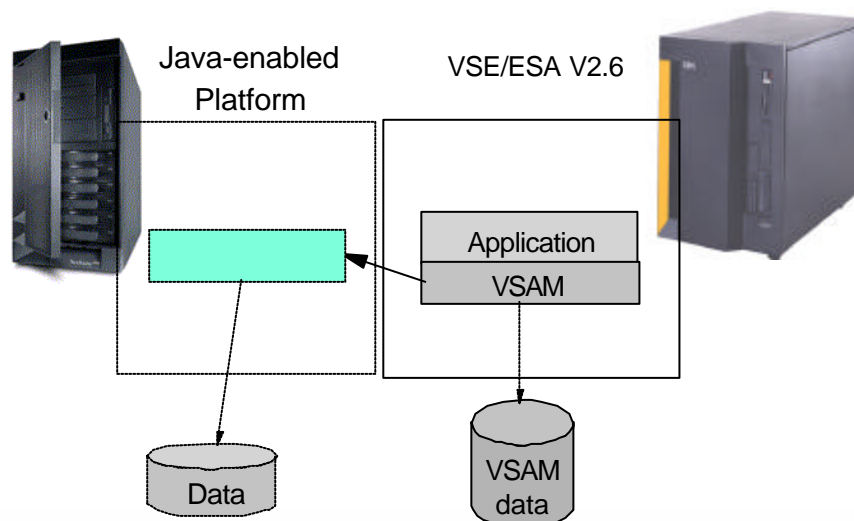 Java-enabled
Platform
VSE/ESA V2.6
Application
VSAM
Data
VSAM
data